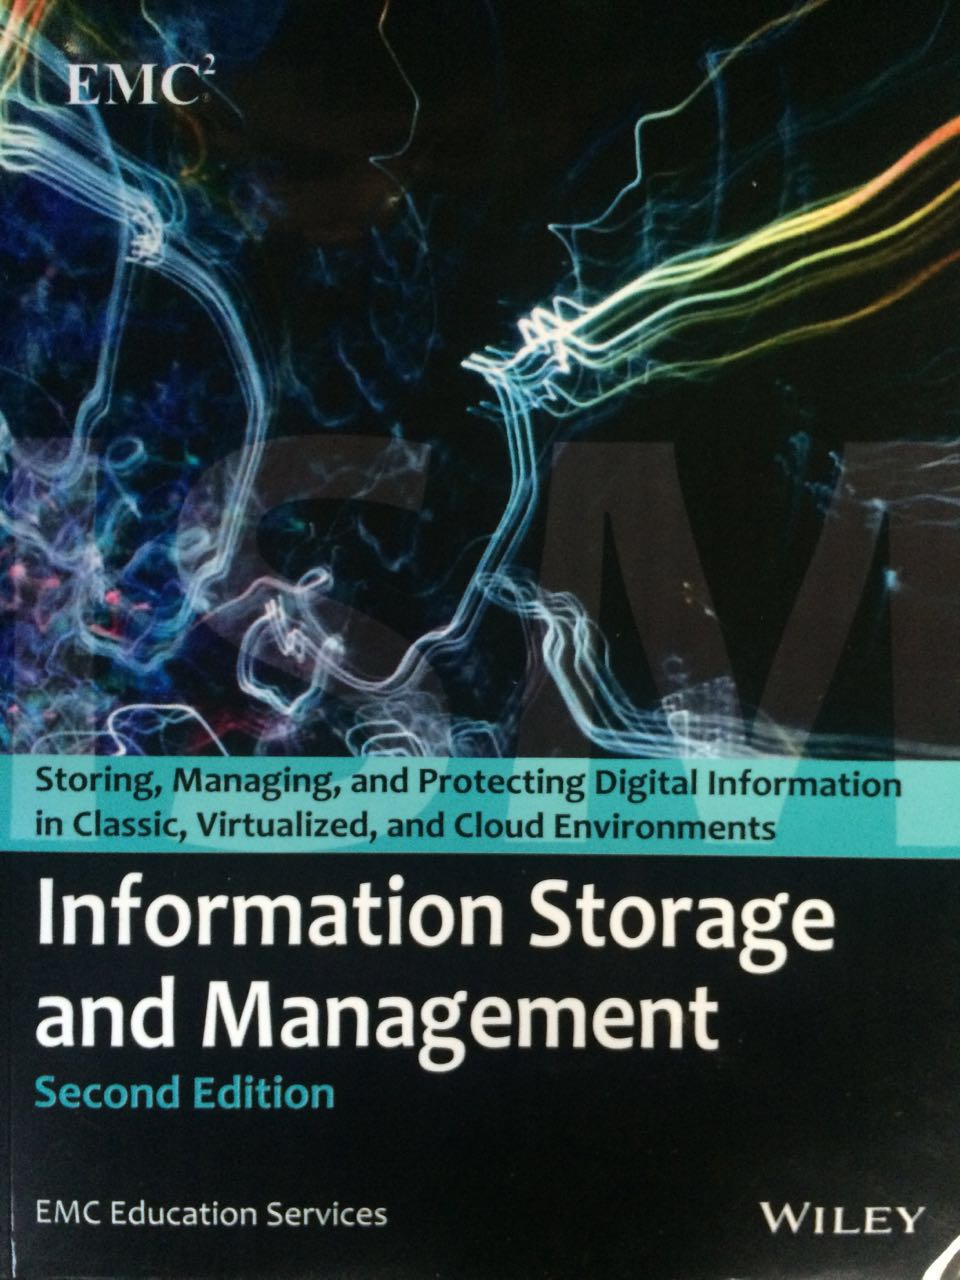 EMC²
ISM
Storing, Managing, and Protecting Digital Information
in Classic, Virtualized, and Cloud Environments
Information Storage
and Management
Second Edition
EMC Education Services
WILEY